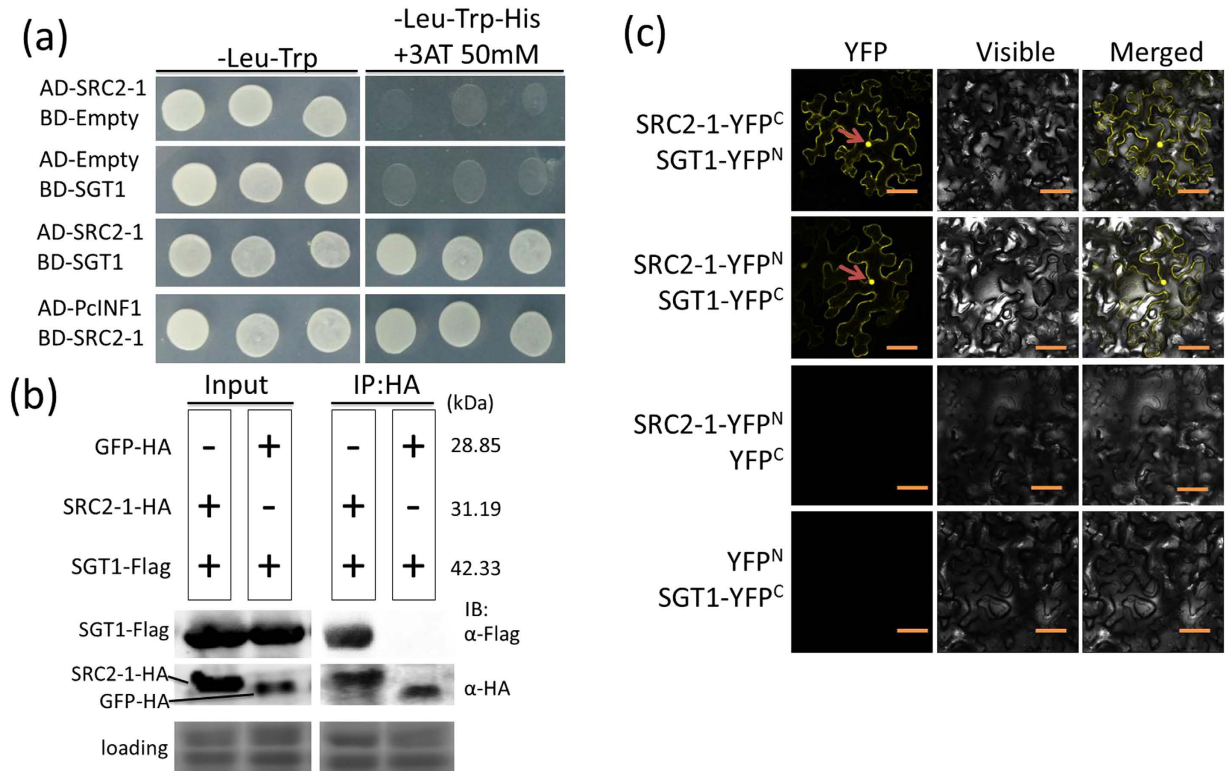 (a)
-Leu-Trp
-Leu-Trp-His
+3AT 50mM
AD-SRC2-1
BD-Empty
AD-Empty
BD-SGT1
AD-SRC2-1
BD-SGT1
AD-PcINF1
BD-SRC2-1
(b)
Input
IP:HA
(kDa)
GFP-HA - + - + 28.85
SRC2-1-HA + - + - 31.19
SGT1-Flag + + + + 42.33
IB:
SGT1-Flag
α-Flag
SRC2-1-HA
GFP-HA
α-HA
loading
(c)
YFP Visible Merged
SRC2-1-YFPᶜ
SGT1-YFPᴺ
SRC2-1-YFPᴺ
SGT1-YFPᶜ
SRC2-1-YFPᴺ
YFPᶜ
YFPᴺ
SGT1-YFPᶜ